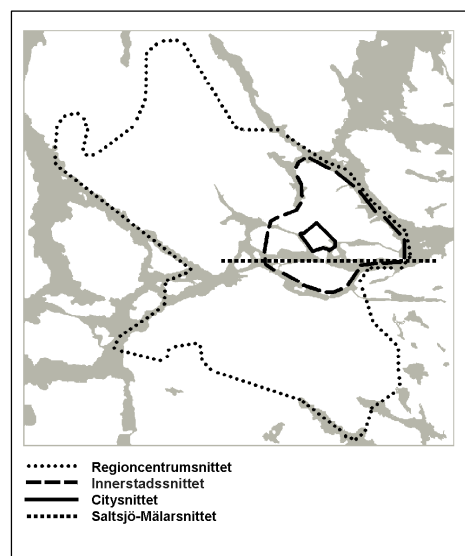 Regioncentrumsnittet
Innerstadssnittet
Citysnittet
Saltsjö-Mälarsnittet